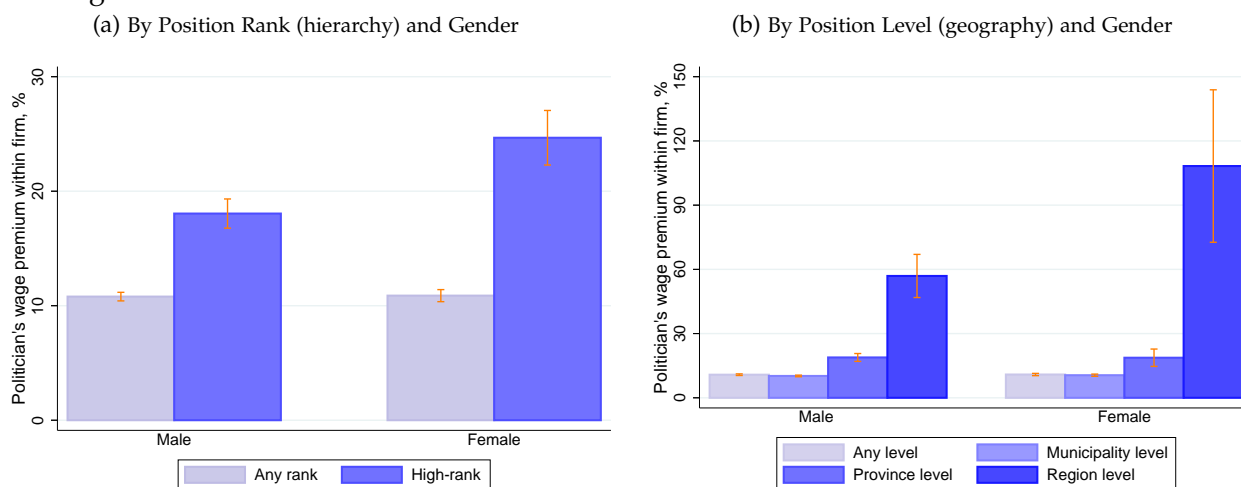 (a) By Position Rank (hierarchy) and Gender
Politician's wage premium within firm, %
30
20
10
0
Male
Female
Any rank
High-rank
(b) By Position Level (geography) and Gender
Politician's wage premium within firm, %
150
120
90
60
30
0
Male
Female
Any level
Municipality level
Province level
Region level